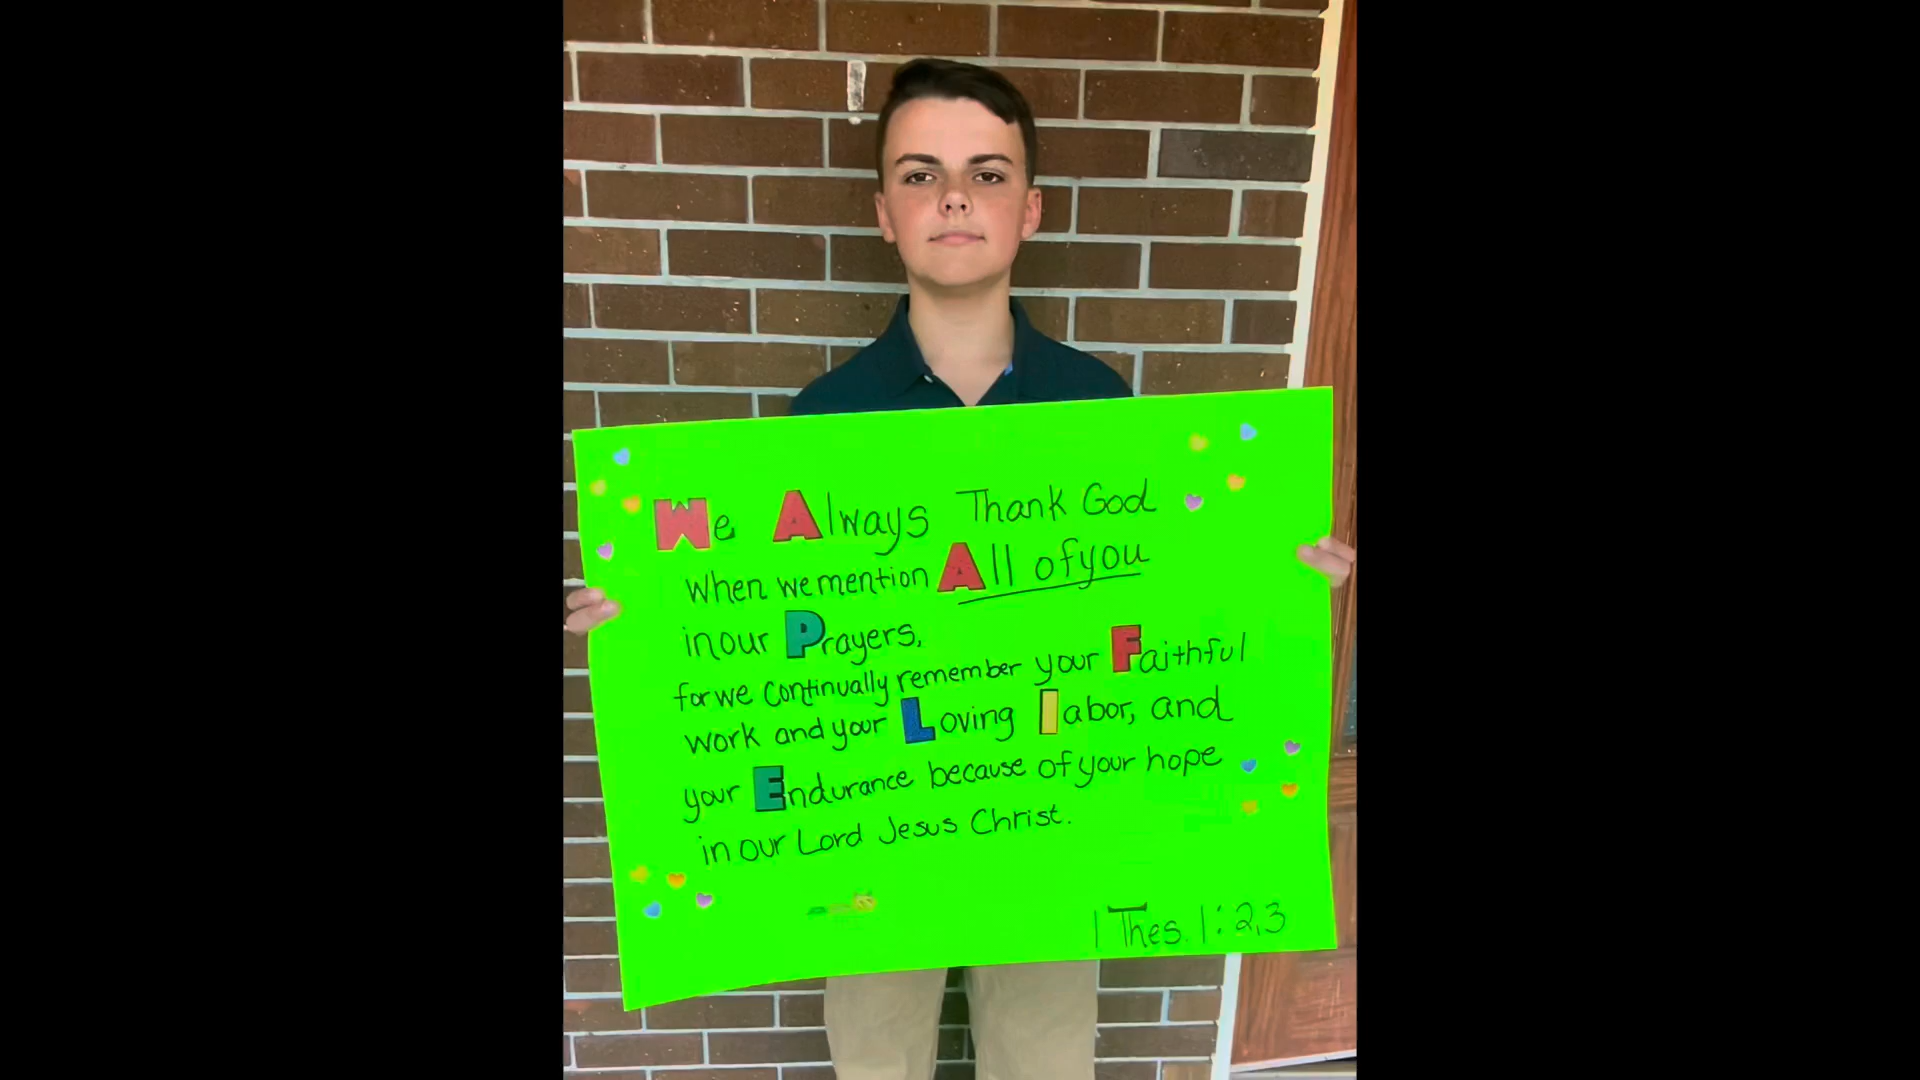 We Always Thank God
When we mention All of you
in our Prayers,
for we continually remember your Faithful
work and your Loving labor, and
your Endurance because of your hope
in our Lord Jesus Christ.
1 Thes. 1:2,3